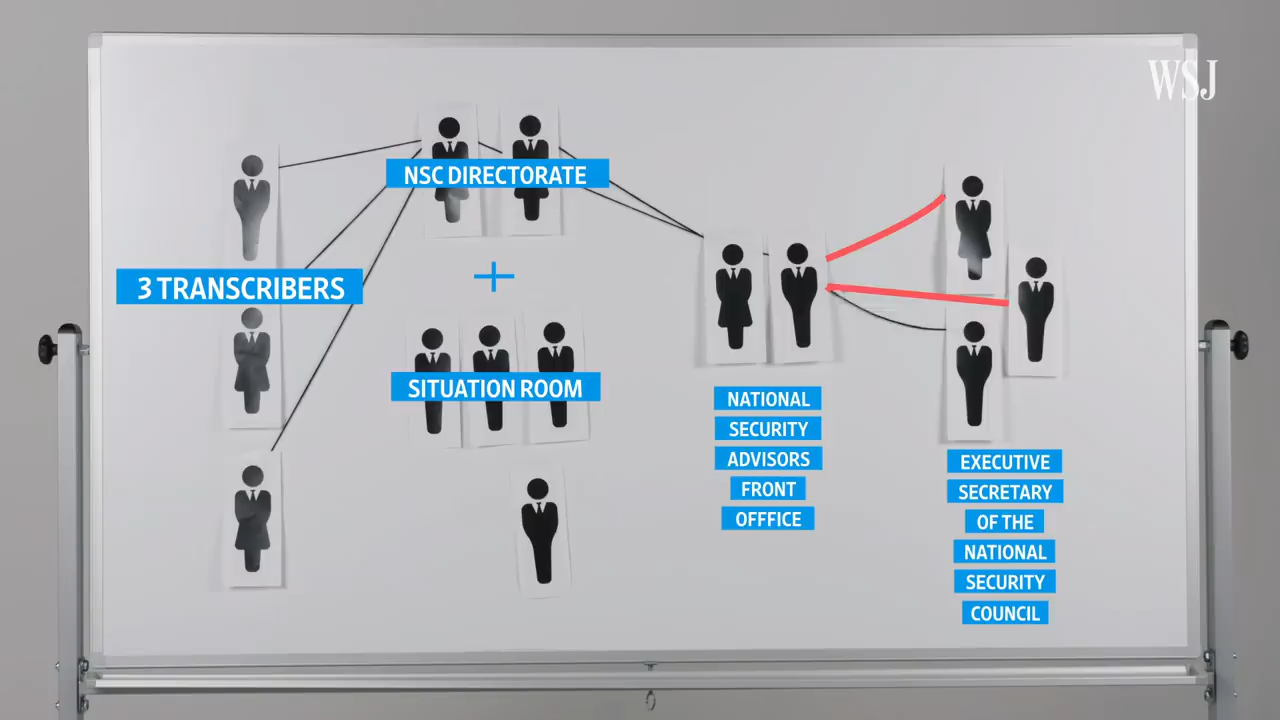 WSJ
NSC DIRECTORATE
3 TRANSCRIBERS
SITUATION ROOM
NATIONAL
SECURITY
ADVISORS
FRONT
OFFFICE
EXECUTIVE
SECRETARY
OF THE
NATIONAL
SECURITY
COUNCIL